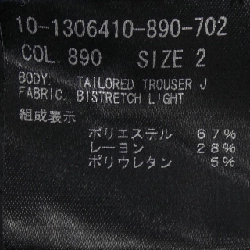 10-1306410-890-702
COL. 890 SIZE 2
BODY. TAILORED TROUSER J
FABRIC. BISTRETCH LIGHT
組成表示
ポリエステル 67%
レーヨン 28%
ポリウレタン 5%